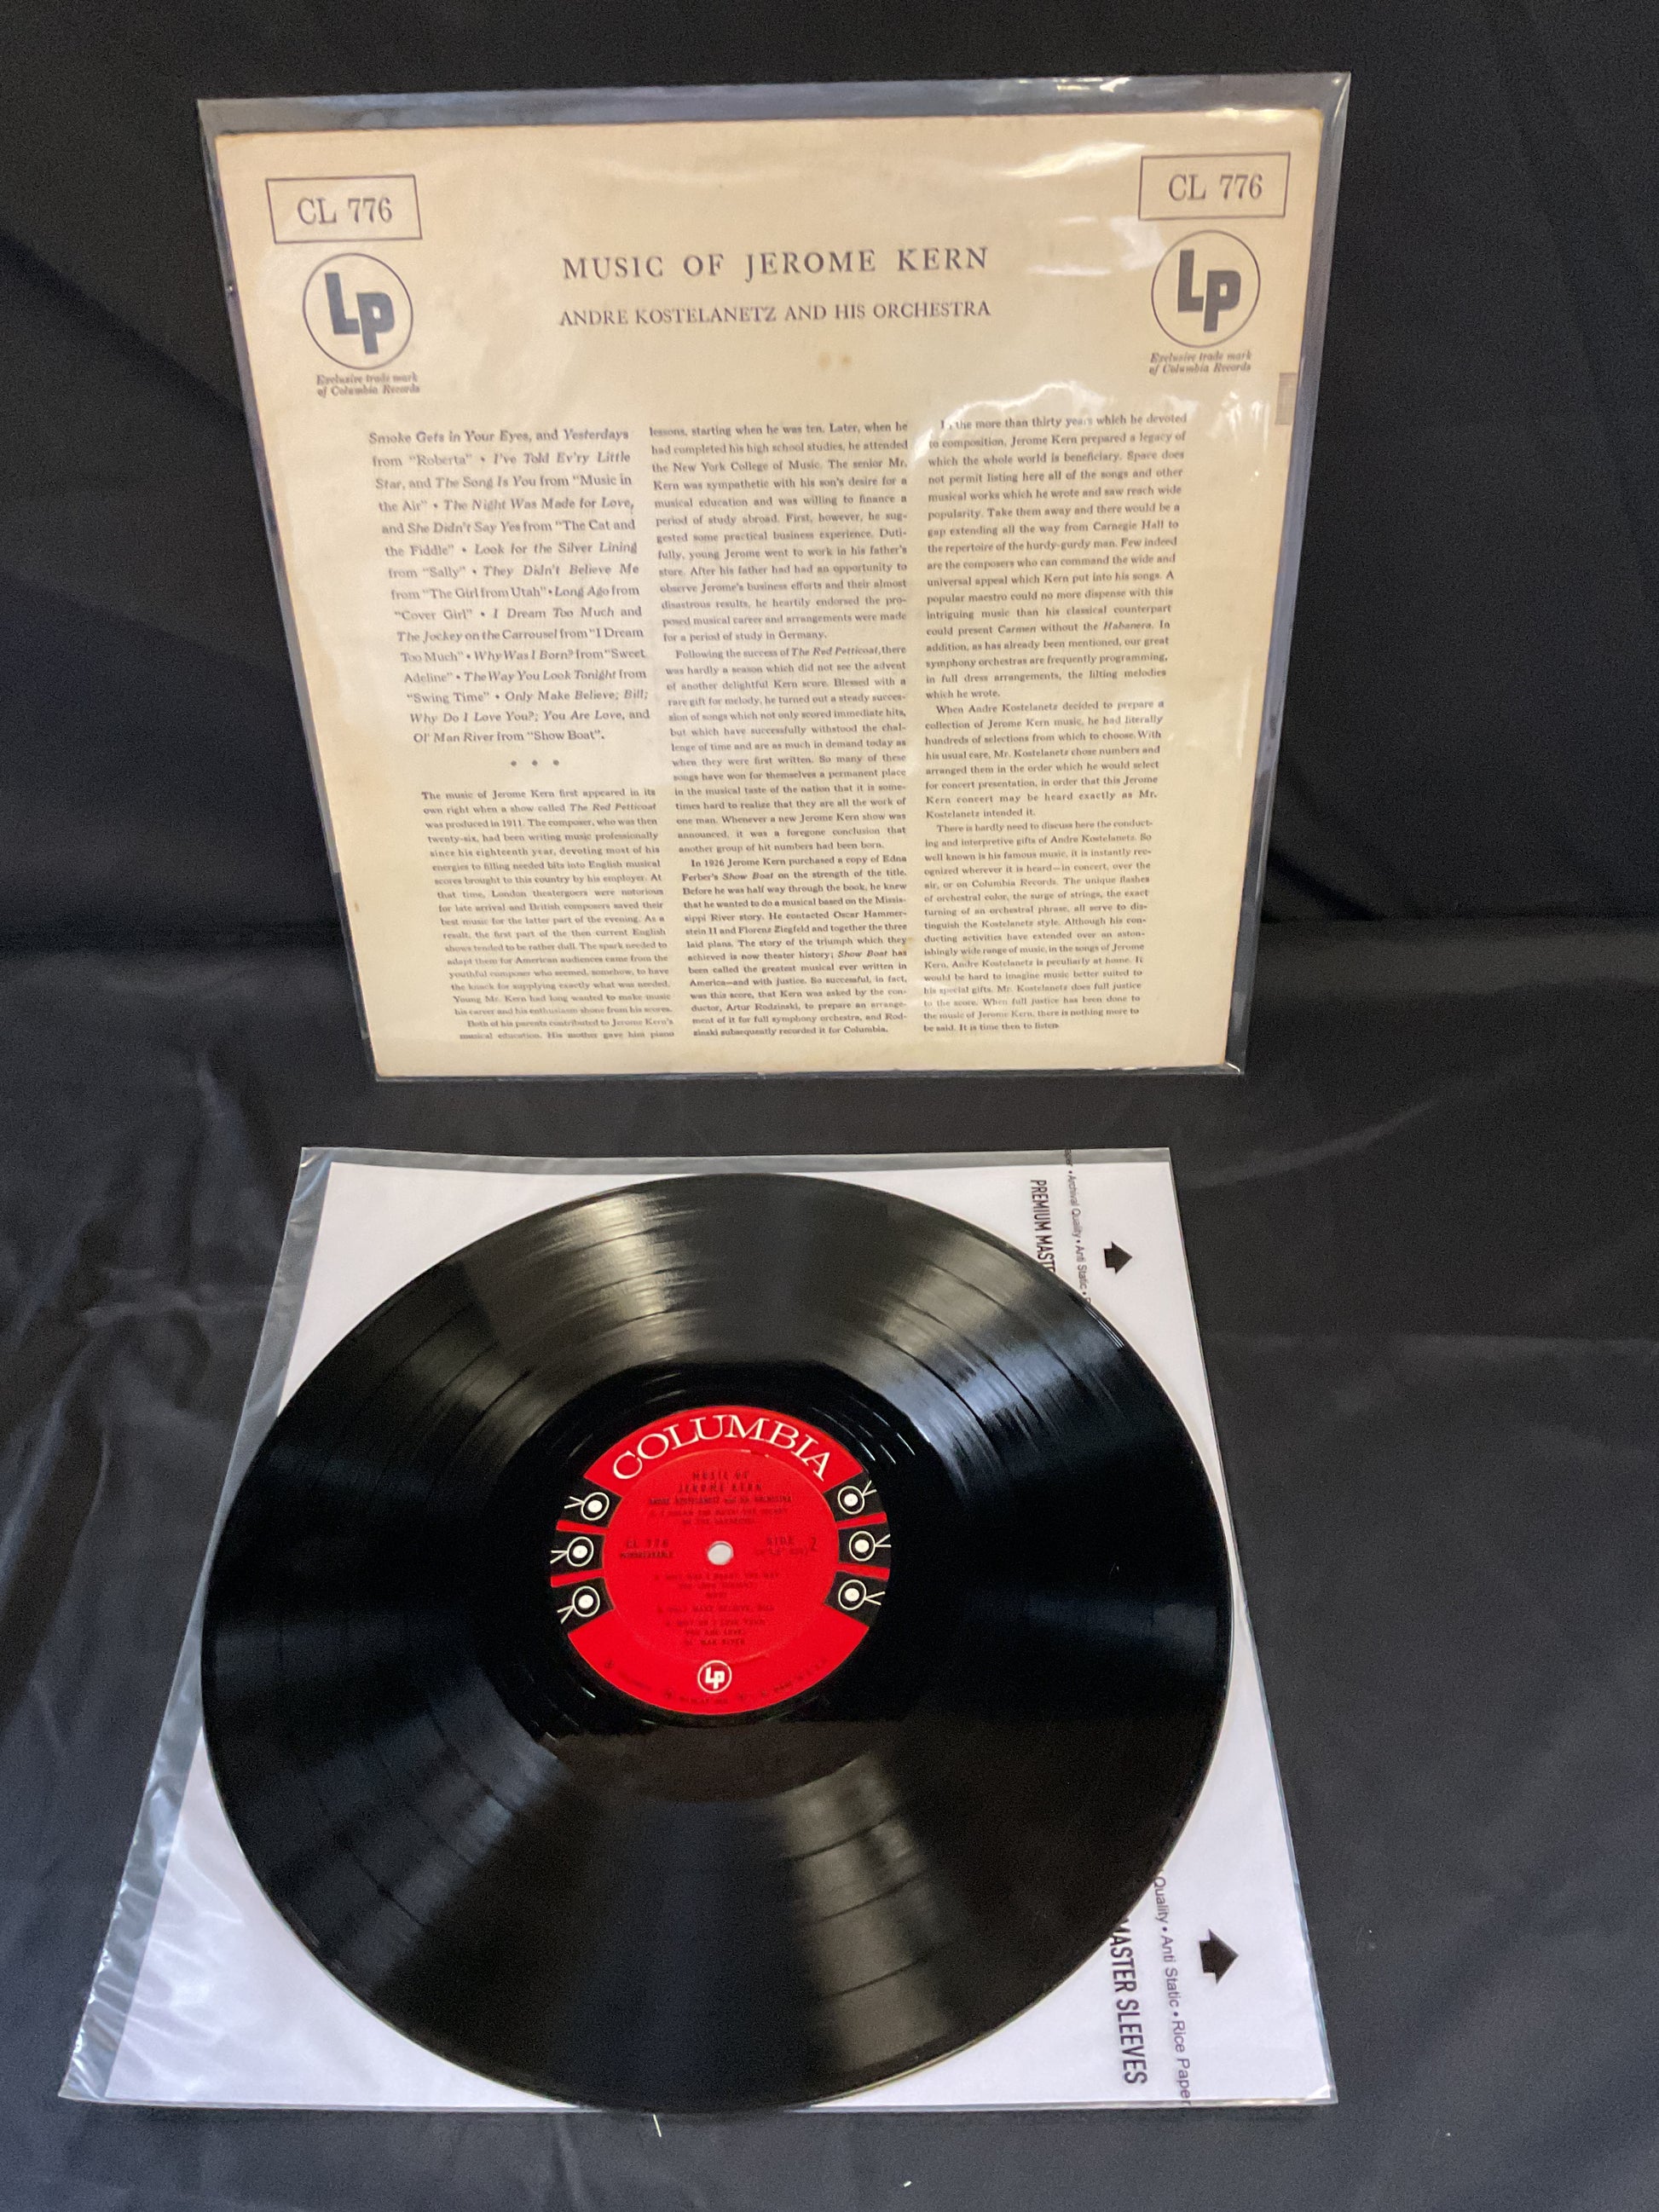 CL 776
CL 776
Lp
Lp
Exclusive trade mark
of Columbia Records
Exclusive trade mark
of Columbia Records
MUSIC OF JEROME KERN
ANDRE KOSTELANETZ AND HIS ORCHESTRA
Smoke Gets in Your Eyes, and Yesterdays
from "Roberta" • I've Told Ev'ry Little
Star, and The Song Is You from "Music in
the Air" • The Night Was Made for Love,
and She Didn't Say Yes from "The Cat and
the Fiddle" • Look for the Silver Lining
from "Sally" • They Didn't Believe Me
from "The Girl from Utah" • Long Ago from
"Cover Girl" • I Dream Too Much and
The Jockey on the Carrousel from "I Dream
Too Much" • Why Was I Born? from "Sweet
Adeline" • The Way You Look Tonight from
"Swing Time" • Only Make Believe; Bill;
Why Do I Love You?; You Are Love, and
Ol' Man River from "Show Boat".
• • •
The music of Jerome Kern first appeared in its
own right when a show called The Red Petticoat
was produced in 1911. The composer, who was then
twenty-six, had been writing music professionally
since his eighteenth year, devoting most of his
energies to filling needed bits into English musical
scores brought to this country by his employer. At
that time, London theatergoers were notorious
for late arrival and British composers saved their
best music for the latter part of the evening. As a
result, the first part of the then current English
shows tended to be rather dull. The spark needed to
adapt them for American audiences came from the
youthful composer who seemed, somehow, to have
the knack for supplying exactly what was needed.
Young Mr. Kern had long wanted to make music
his career and his enthusiasm shone from his scores.
Both of his parents contributed to Jerome Kern's
musical education. His mother gave him piano
lessons, starting when he was ten. Later, when he
had completed his high school studies, he attended
the New York College of Music. The senior Mr.
Kern was sympathetic with his son's desire for a
musical education and was willing to finance a
period of study abroad. First, however, he sug-
gested some practical business experience. Duti-
fully, young Jerome went to work in his father's
store. After his father had had an opportunity to
observe Jerome's business efforts and their almost
disastrous results, he heartily endorsed the pro-
posed musical career and arrangements were made
for a period of study in Germany.
Following the success of The Red Petticoat, there
was hardly a season which did not see the advent
of another delightful Kern score. Blessed with a
rare gift for melody, he turned out a steady succes-
sion of songs which not only scored immediate hits,
but which have successfully withstood the chal-
lenge of time and are as much in demand today as
when they were first written. So many of these
songs have won for themselves a permanent place
in the musical taste of the nation that it is some-
times hard to realize that they are all the work of
one man. Whenever a new Jerome Kern show was
announced, it was a foregone conclusion that
another group of hit numbers had been born.
In 1926 Jerome Kern purchased a copy of Edna
Ferber's Show Boat on the strength of the title.
Before he was half way through the book, he knew
that he wanted to do a musical based on the Missis-
sippi River story. He contacted Oscar Hammer-
stein II and Florenz Ziegfeld and together the three
laid plans. The story of the triumph which they
achieved is now theater history; Show Boat has
been called the greatest musical ever written in
America—and with justice. So successful, in fact,
was this score, that Kern was asked by the con-
ductor, Artur Rodzinski, to prepare an arrange-
ment of it for full symphony orchestra, and Rod-
zinski subsequently recorded it for Columbia.
In the more than thirty years which he devoted
to composition, Jerome Kern prepared a legacy of
which the whole world is beneficiary. Space does
not permit listing here all of the songs and other
musical works which he wrote and saw reach wide
popularity. Take them away and there would be a
gap extending all the way from Carnegie Hall to
the repertoire of the hurdy-gurdy man. Few indeed
are the composers who can command the wide and
universal appeal which Kern put into his songs. A
popular maestro could no more dispense with this
intriguing music than his classical counterpart
could present Carmen without the Habanera. In
addition, as has already been mentioned, our great
symphony orchestras are frequently programming,
in full dress arrangements, the lilting melodies
which he wrote.
When Andre Kostelanetz decided to prepare a
collection of Jerome Kern music, he had literally
hundreds of selections from which to choose. With
his usual care, Mr. Kostelanetz chose numbers and
arranged them in the order which he would select
for concert presentation, in order that this Jerome
Kern concert may be heard exactly as Mr.
Kostelanetz intended it.
There is hardly need to discuss here the conduct-
ing and interpretive gifts of Andre Kostelanetz. So
well known is his famous music, it is instantly rec-
ognized wherever it is heard—in concert, over the
air, or on Columbia Records. The unique flashes
of orchestral color, the surge of strings, the exact
turning of an orchestral phrase, all serve to dis-
tinguish the Kostelanetz style. Although his con-
ducting activities have extended over an aston-
ishingly wide range of music, in the songs of Jerome
Kern, Andre Kostelanetz is peculiarly at home. It
would be hard to imagine music better suited to
his special gifts. Mr. Kostelanetz does full justice
to the score. When full justice has been done to
the music of Jerome Kern, there is nothing more to
be said. It is time then to listen.
• Archival Quality • Anti Static •
PREMIUM MAST
COLUMBIA
MUSIC OF
JEROME KERN
ANDRE KOSTELANETZ and his ORCHESTRA
CL 776
SIDE 2
YOU ARE LOVE
OL' MAN RIVER
Lp
Quality • Anti Static • Rice Paper
MASTER SLEEVES